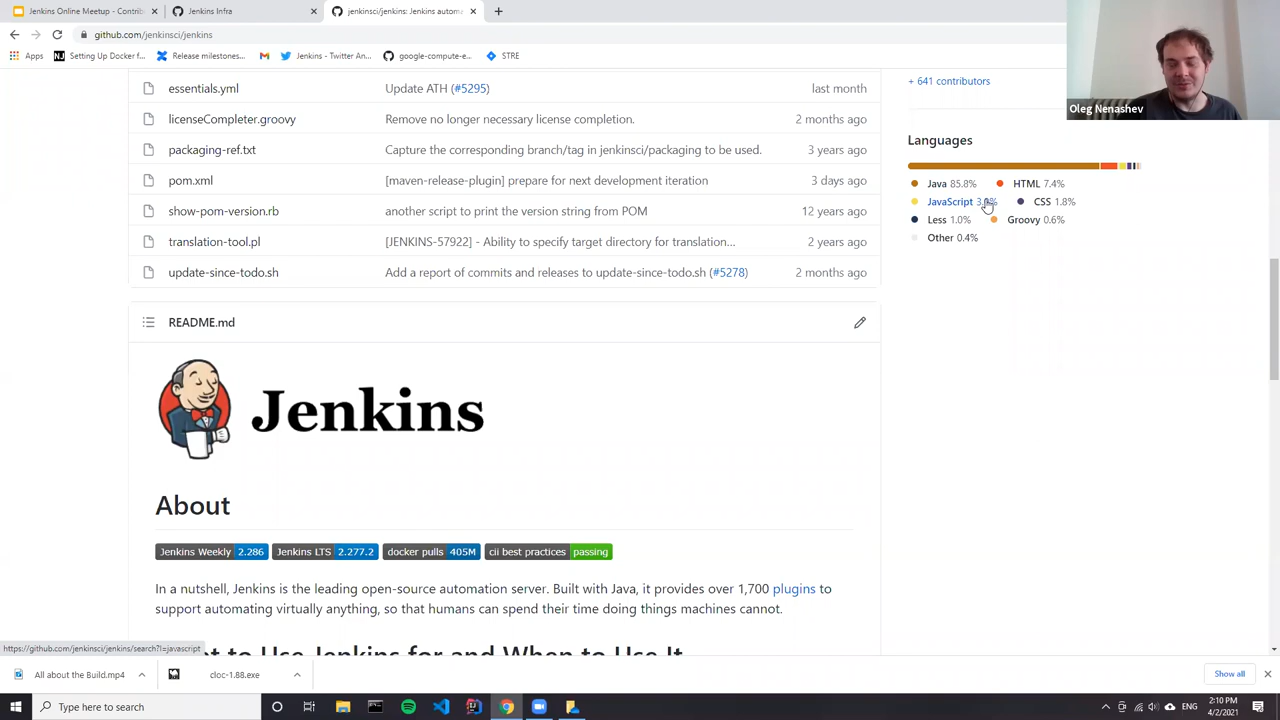 Jenkins Online Meetup - Contrib
Jenkins Infra
jenkinsci/jenkins: Jenkins automa
github.com/jenkinsci/jenkins
Apps
Setting Up Docker f...
Release milestones...
Jenkins - Twitter An...
google-compute-e...
STRE
Oleg Nenashev
essentials.yml Update ATH (#5295) last month
licenseCompleter.groovy Remove no longer necessary license completion. 2 months ago
packaging-ref.txt Capture the corresponding branch/tag in jenkinsci/packaging to be used. 3 years ago
pom.xml [maven-release-plugin] prepare for next development iteration 3 days ago
show-pom-version.rb another script to print the version string from POM 12 years ago
translation-tool.pl [JENKINS-57922] - Ability to specify target directory for translation... 2 years ago
update-since-todo.sh Add a report of commits and releases to update-since-todo.sh (#5278) 2 months ago
+ 641 contributors
Languages
Java 85.8% HTML 7.4%
JavaScript CSS 1.8%
Less 1.0% Groovy 0.6%
Other 0.4%
README.md
Jenkins
About
Jenkins Weekly 2.286 Jenkins LTS 2.277.2 docker pulls 405M cii best practices passing
In a nutshell, Jenkins is the leading open-source automation server. Built with Java, it provides over 1,700 plugins to
support automating virtually anything, so that humans can spend their time doing things machines cannot.
to Use Jenkins for and When to Use It
https://github.com/jenkinsci/jenkins/search?l=javascript
All about the Build.mp4
cloc-1.88.exe
Show all
Type here to search
ENG
2:10 PM
4/2/2021